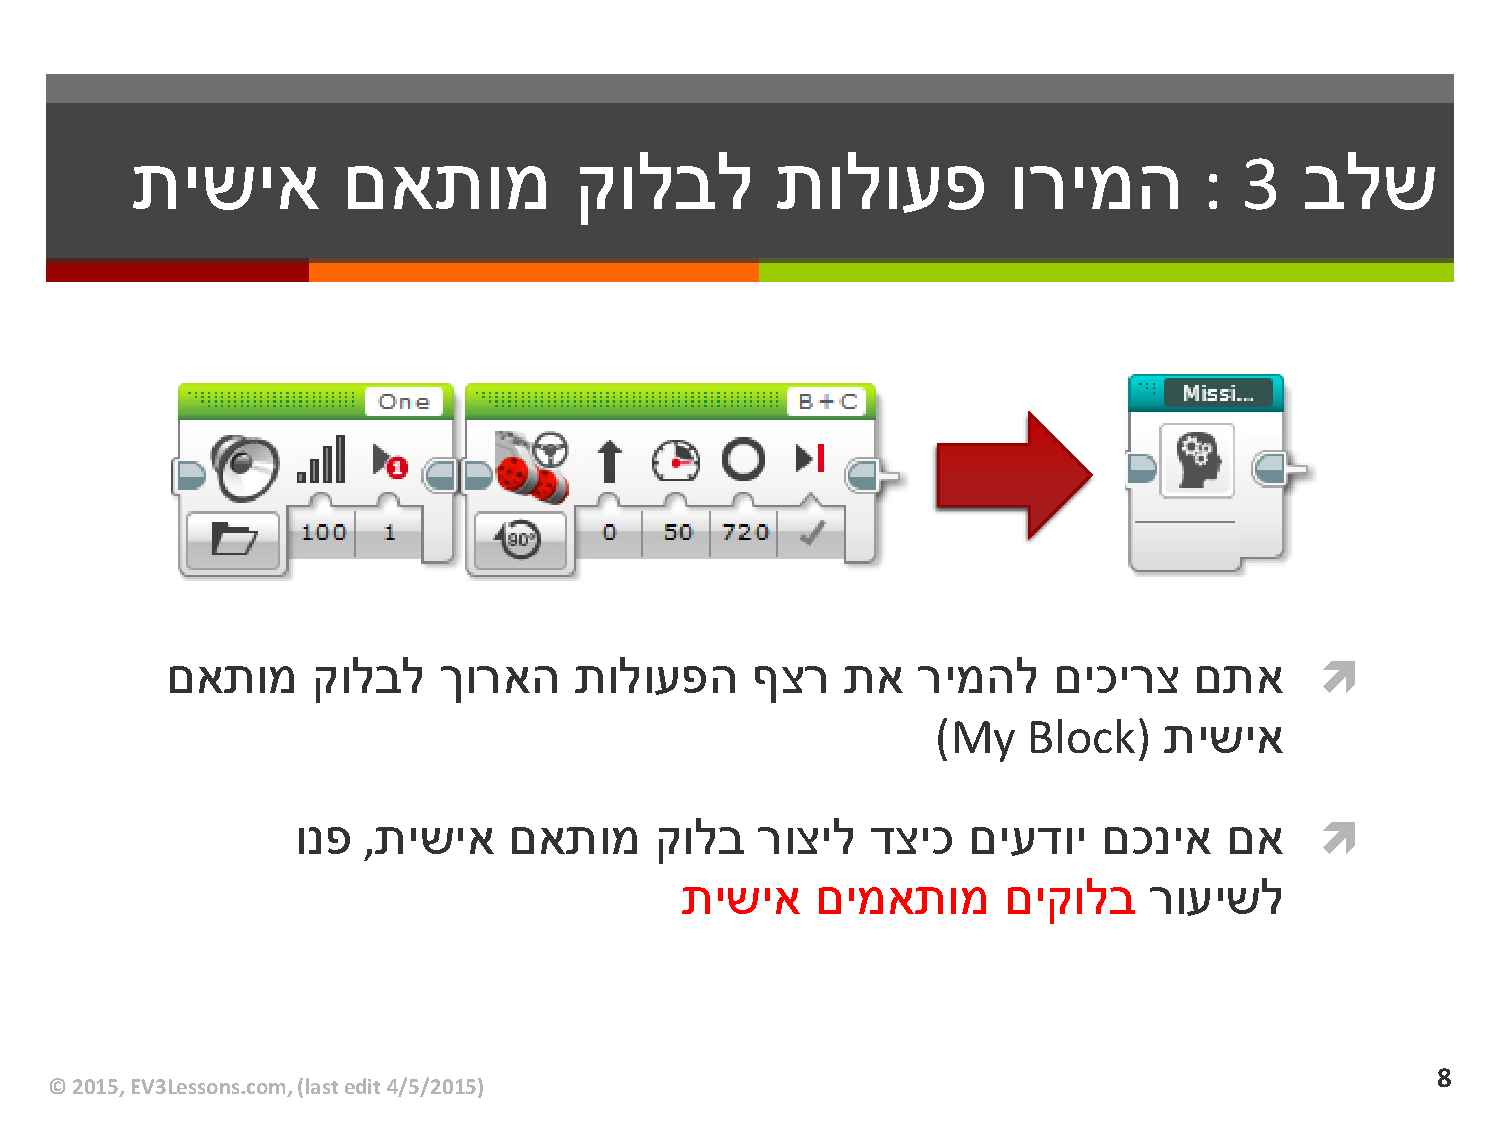 שלב 3 : המירו פעולות לבלוק מותאם אישית
One
B+C
Missi...
1
100
1
90°
0
50
720
אתם צריכים להמיר את רצף הפעולות הארוך לבלוק מותאם
אישית (My Block)
אם אינכם יודעים כיצד ליצור בלוק מותאם אישית, פנו
לשיעור בלוקים מותאמים אישית
© 2015, EV3Lessons.com, (last edit 4/5/2015)
8